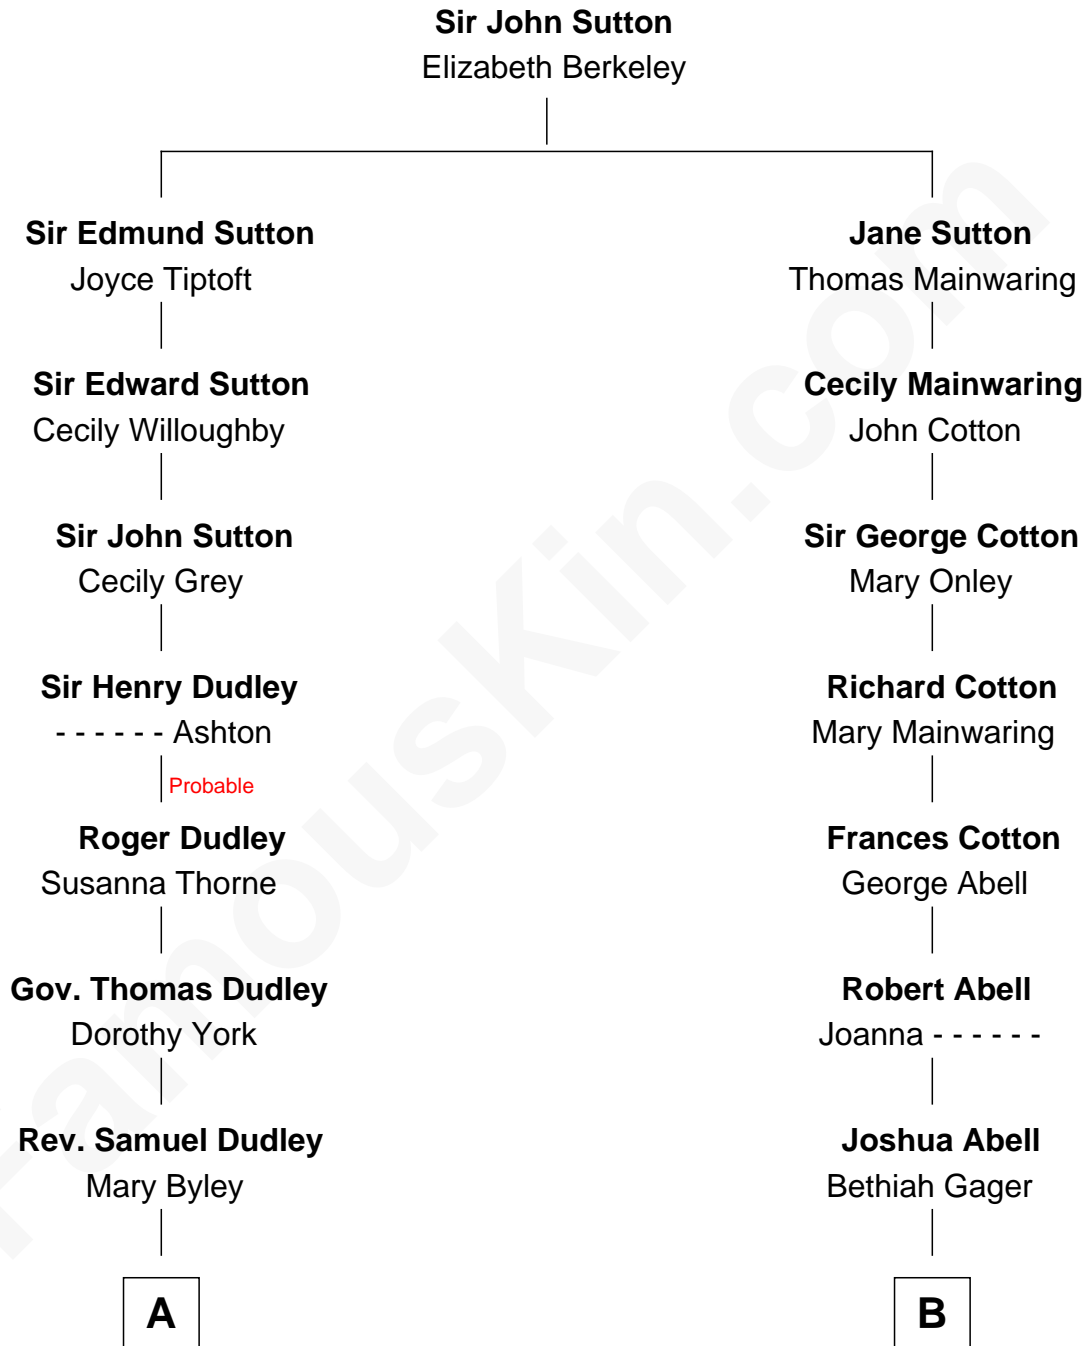 Sir John Sutton
Elizabeth Berkeley
Sir Edmund Sutton
Joyce Tiptoft
Jane Sutton
Thomas Mainwaring
Sir Edward Sutton
Cecily Willoughby
Cecily Mainwaring
John Cotton
Sir John Sutton
Cecily Grey
Sir George Cotton
Mary Onley
Sir Henry Dudley
- - - - - - Ashton
Richard Cotton
Mary Mainwaring
Probable
Roger Dudley
Susanna Thorne
Frances Cotton
George Abell
Gov. Thomas Dudley
Dorothy York
Robert Abell
Joanna - - - - - -
Rev. Samuel Dudley
Mary Byley
Joshua Abell
Bethiah Gager
A
B
FamousKin.com